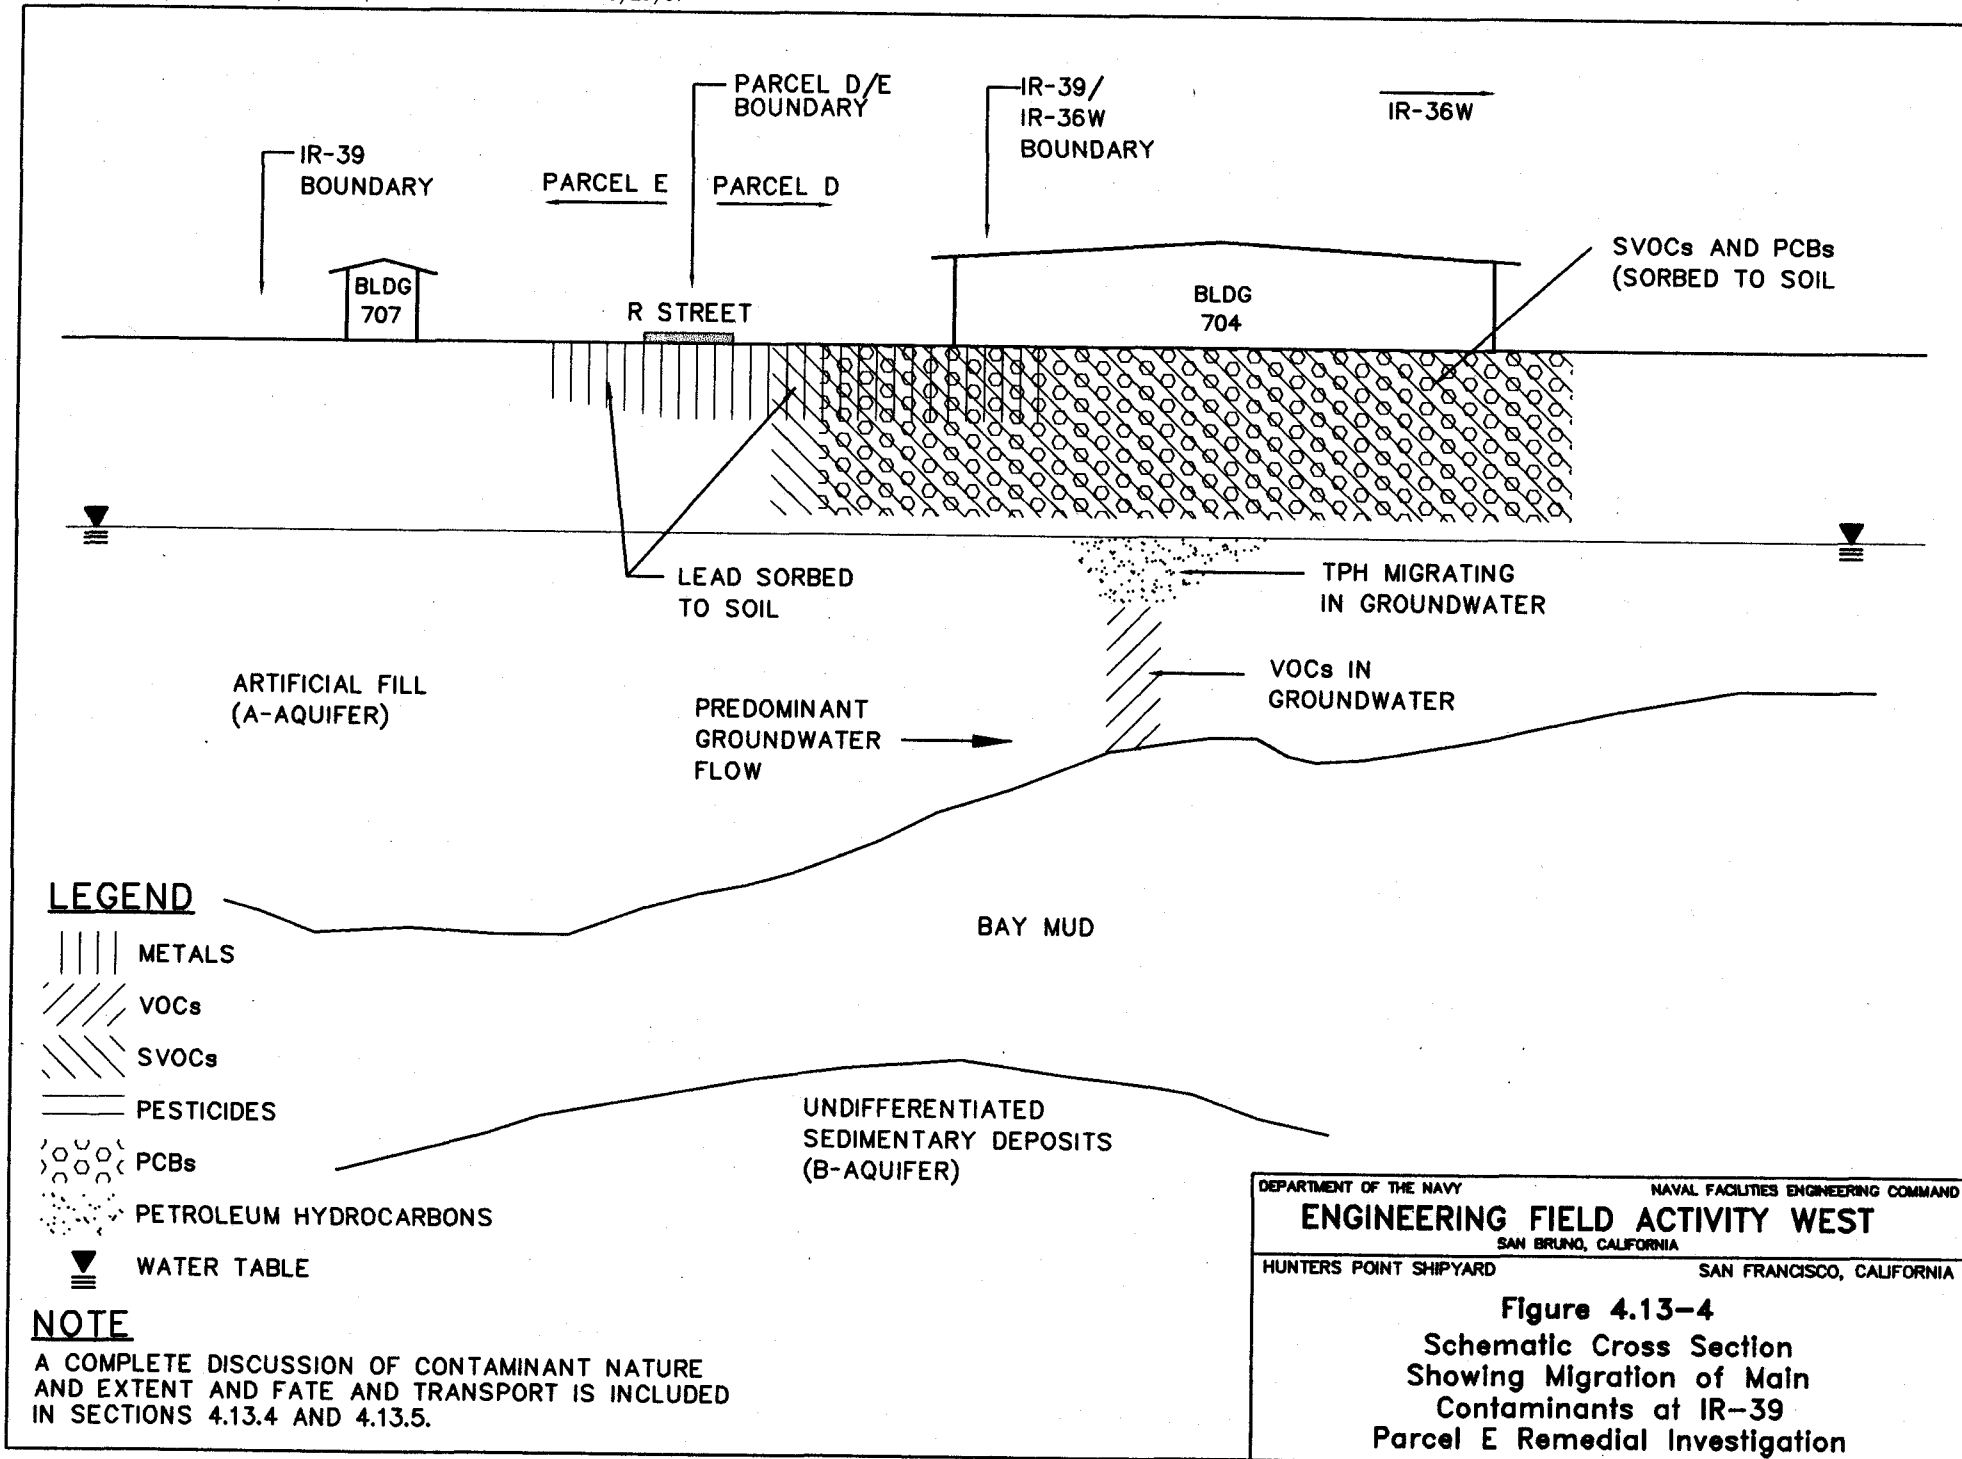 PARCEL D/E
BOUNDARY
IR-39/
IR-36W
BOUNDARY
IR-36W
IR-39
BOUNDARY
PARCEL E
PARCEL D
SVOCs AND PCBs
(SORBED TO SOIL
BLDG
707
R STREET
BLDG
704
LEAD SORBED
TO SOIL
TPH MIGRATING
IN GROUNDWATER
VOCs IN
GROUNDWATER
ARTIFICIAL FILL
(A-AQUIFER)
PREDOMINANT
GROUNDWATER
FLOW
BAY MUD
UNDIFFERENTIATED
SEDIMENTARY DEPOSITS
(B-AQUIFER)
LEGEND
METALS
VOCs
SVOCs
PESTICIDES
PCBs
PETROLEUM HYDROCARBONS
WATER TABLE
NOTE
A COMPLETE DISCUSSION OF CONTAMINANT NATURE
AND EXTENT AND FATE AND TRANSPORT IS INCLUDED
IN SECTIONS 4.13.4 AND 4.13.5.
DEPARTMENT OF THE NAVY NAVAL FACILITIES ENGINEERING COMMAND
ENGINEERING FIELD ACTIVITY WEST
SAN BRUNO, CALIFORNIA
HUNTERS POINT SHIPYARD SAN FRANCISCO, CALIFORNIA
Figure 4.13-4
Schematic Cross Section
Showing Migration of Main
Contaminants at IR-39
Parcel E Remedial Investigation